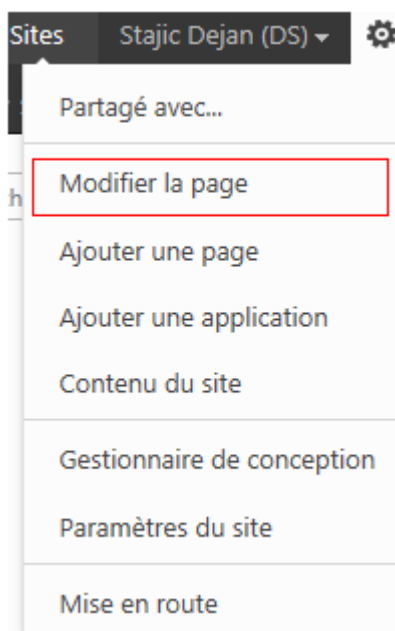 Sites Stajic Dejan (DS)
Partagé avec...
Modifier la page
h
Ajouter une page
Ajouter une application
Contenu du site
Gestionnaire de conception
Paramètres du site
Mise en route